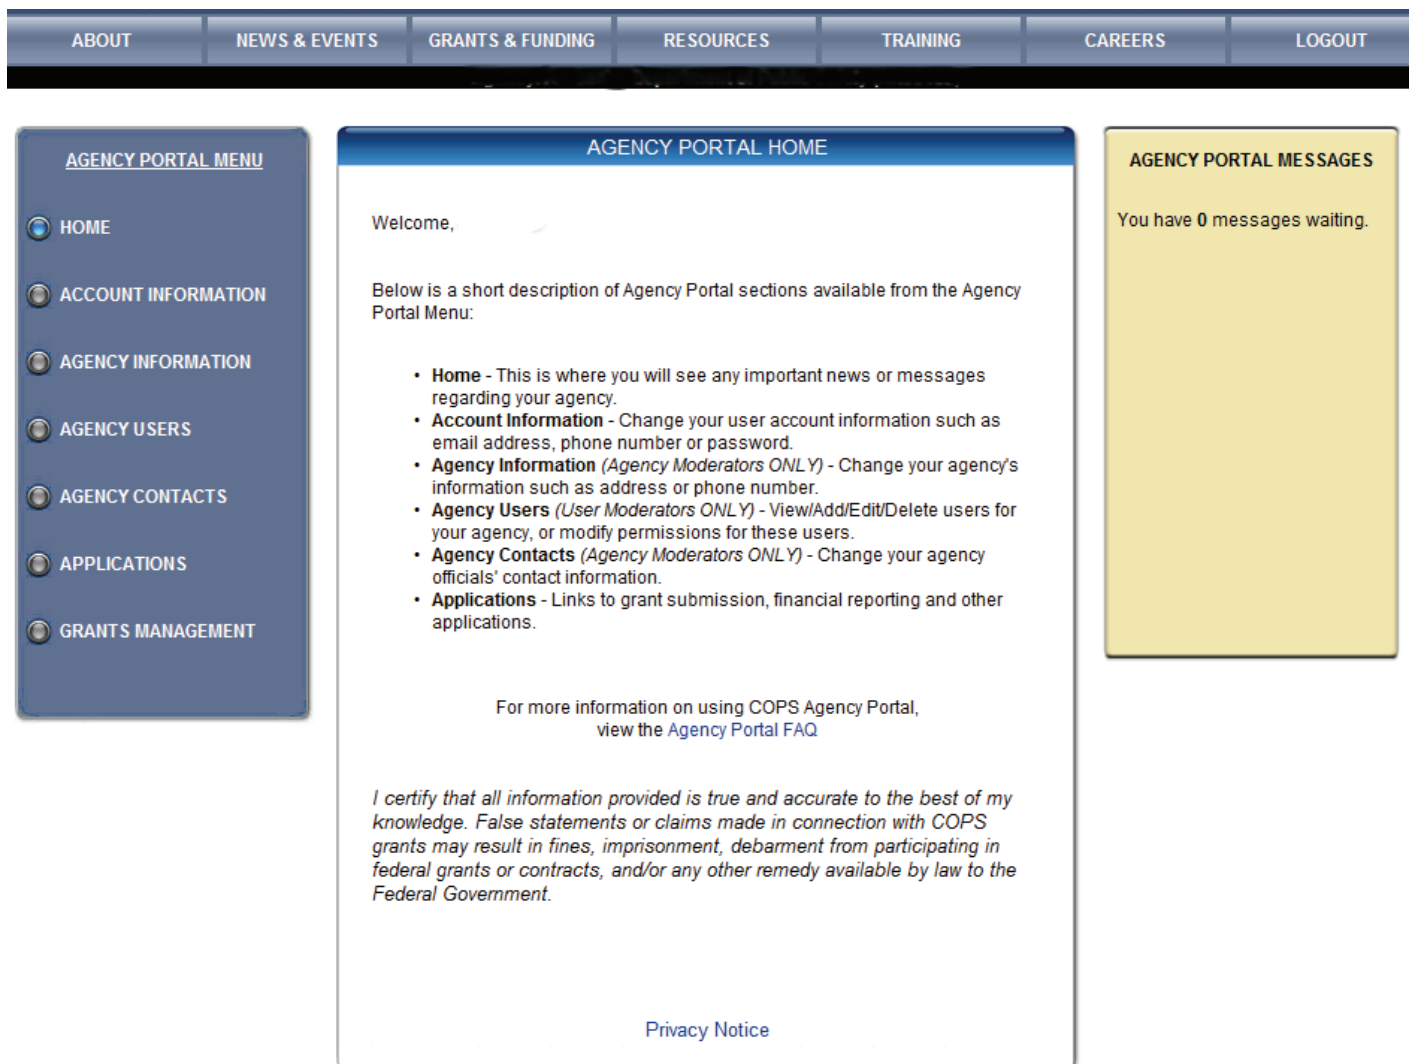 ABOUT NEWS & EVENTS GRANTS & FUNDING RESOURCES TRAINING CAREERS LOGOUT
AGENCY PORTAL MENU
HOME
ACCOUNT INFORMATION
AGENCY INFORMATION
AGENCY USERS
AGENCY CONTACTS
APPLICATIONS
GRANTS MANAGEMENT
AGENCY PORTAL HOME
Welcome,
Below is a short description of Agency Portal sections available from the Agency
Portal Menu:
• Home - This is where you will see any important news or messages
regarding your agency.
• Account Information - Change your user account information such as
email address, phone number or password.
• Agency Information (Agency Moderators ONLY) - Change your agency's
information such as address or phone number.
• Agency Users (User Moderators ONLY) - View/Add/Edit/Delete users for
your agency, or modify permissions for these users.
• Agency Contacts (Agency Moderators ONLY) - Change your agency
officials' contact information.
• Applications - Links to grant submission, financial reporting and other
applications.
For more information on using COPS Agency Portal,
view the Agency Portal FAQ
I certify that all information provided is true and accurate to the best of my
knowledge. False statements or claims made in connection with COPS
grants may result in fines, imprisonment, debarment from participating in
federal grants or contracts, and/or any other remedy available by law to the
Federal Government.
Privacy Notice
AGENCY PORTAL MESSAGES
You have 0 messages waiting.